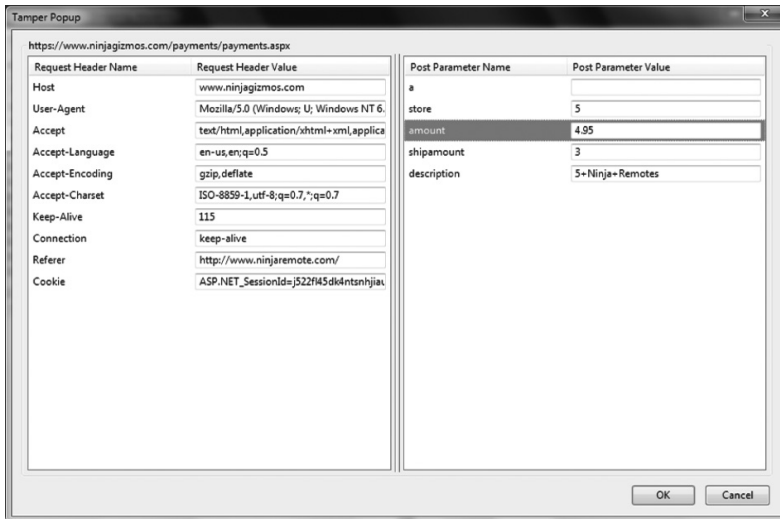 Tamper Popup
https://www.ninjagizmos.com/payments/payments.aspx
Request Header Name Request Header Value
Host www.ninjagizmos.com
User-Agent Mozilla/5.0 (Windows; U; Windows NT 6.
Accept text/html,application/xhtml+xml,applica
Accept-Language en-us,en;q=0.5
Accept-Encoding gzip,deflate
Accept-Charset ISO-8859-1,utf-8;q=0.7,*;q=0.7
Keep-Alive 115
Connection keep-alive
Referer http://www.ninjaremote.com/
Cookie ASP.NET_SessionId=j522fl45dk4ntsnhjiau
Post Parameter Name Post Parameter Value
a
store 5
amount 4.95
shipamount 3
description 5+Ninja+Remotes
OK Cancel